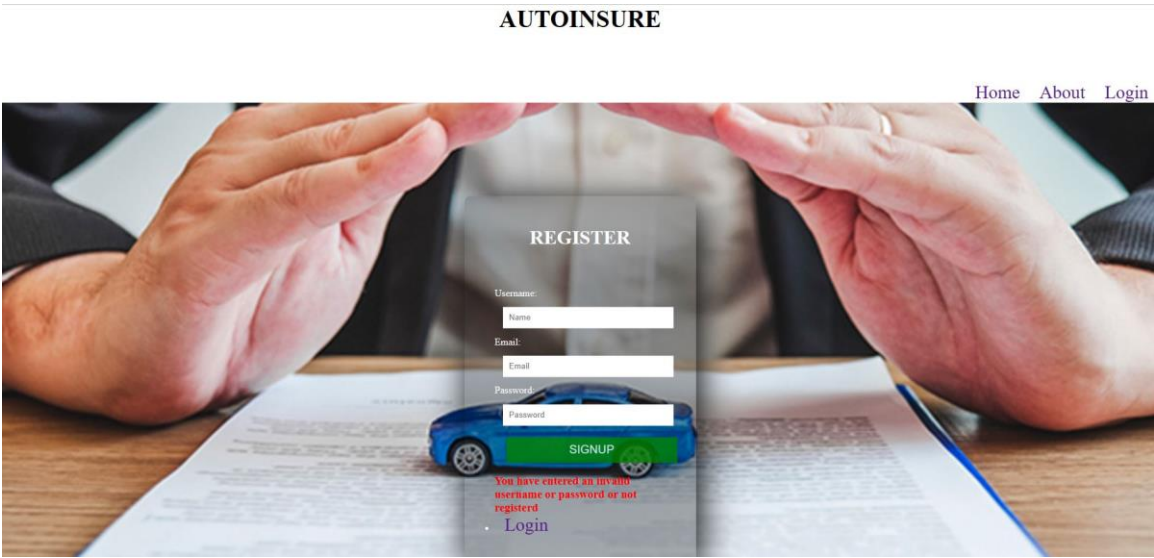 AUTOINSURE
Home About Login
REGISTER
Username:
Name
Email:
Email
Password:
Password
SIGNUP
You have entered an invalid
username or password or not
registerd
Login